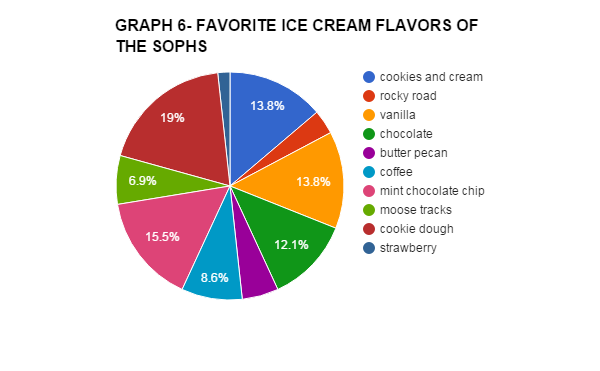 GRAPH 6- FAVORITE ICE CREAM FLAVORS OF
THE SOPHS
13.8%
13.8%
12.1%
8.6%
15.5%
6.9%
19%
cookies and cream
rocky road
vanilla
chocolate
butter pecan
coffee
mint chocolate chip
moose tracks
cookie dough
strawberry